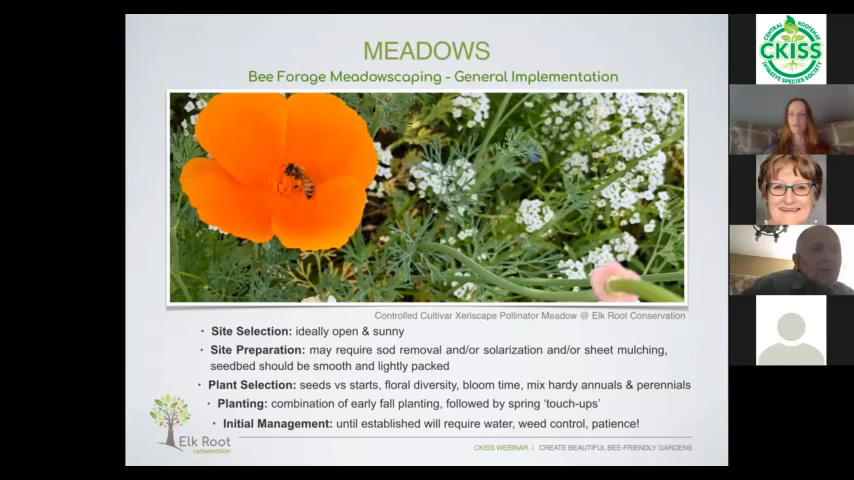 MEADOWS
Bee Forage Meadowscaping - General Implementation
Controlled Cultivar Xeriscape Pollinator Meadow @ Elk Root Conservation
• Site Selection: ideally open & sunny
• Site Preparation: may require sod removal and/or solarization and/or sheet mulching,
seedbed should be smooth and lightly packed
• Plant Selection: seeds vs starts, floral diversity, bloom time, mix hardy annuals & perennials
• Planting: combination of early fall planting, followed by spring ‘touch-ups’
• Initial Management: until established will require water, weed control, patience!
Elk Root
conservation
CKISS WEBINAR | CREATE BEAUTIFUL BEE-FRIENDLY GARDENS
CENTRAL KOOTENAY
CKISS
INVASIVE SPECIES SOCIETY